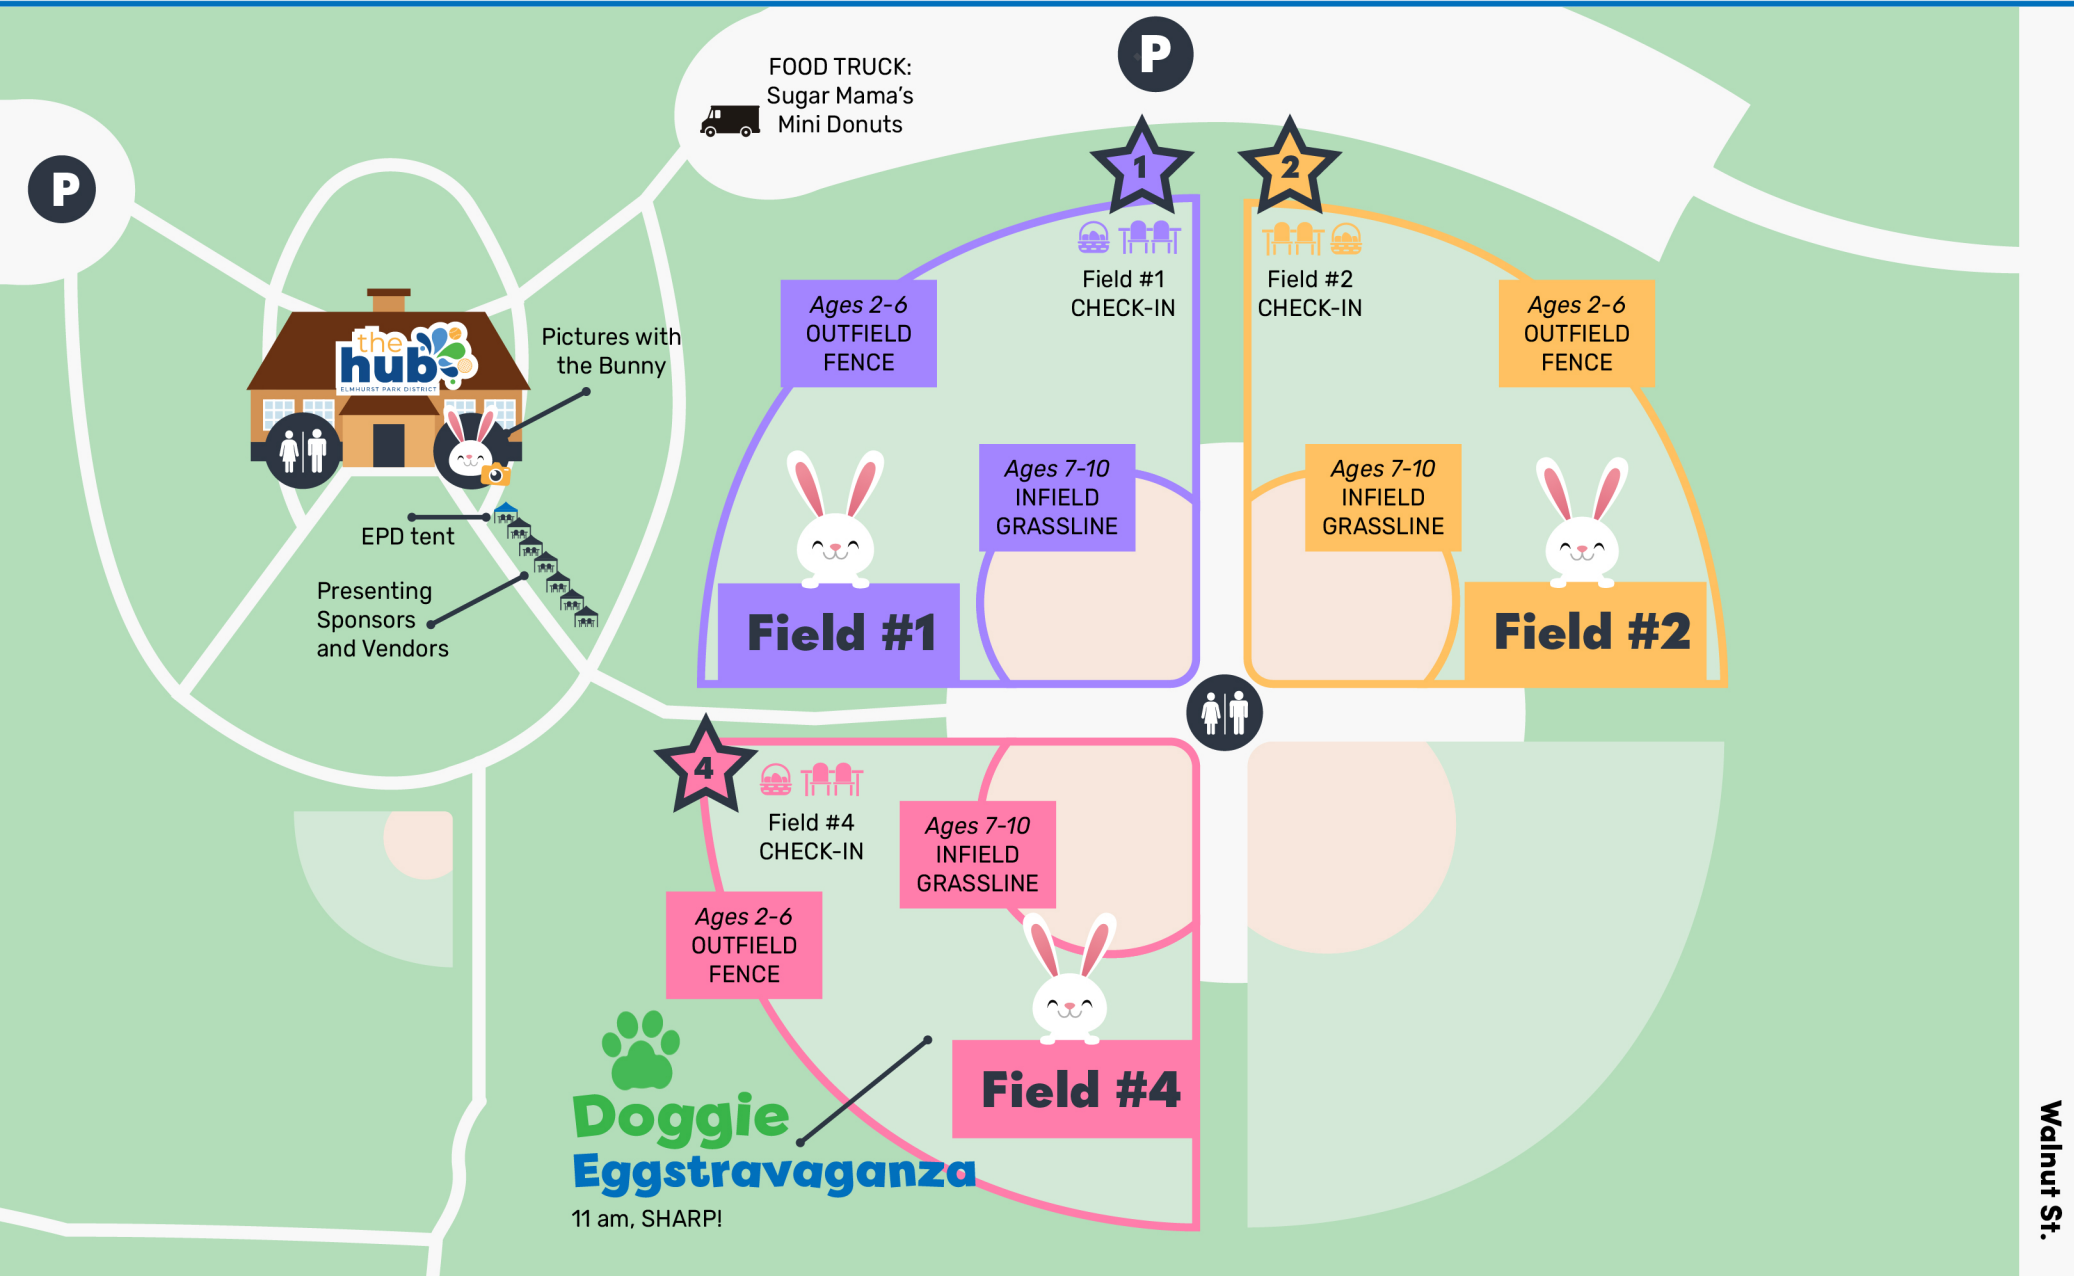 P
FOOD TRUCK:
Sugar Mama's
Mini Donuts
P
1
2
Field #1
CHECK-IN
Field #2
CHECK-IN
Ages 2-6
OUTFIELD
FENCE
Ages 2-6
OUTFIELD
FENCE
the
hub
ELMHURST PARK DISTRICT
Pictures with
the Bunny
Ages 7-10
INFIELD
GRASSLINE
Ages 7-10
INFIELD
GRASSLINE
EPD tent
Presenting
Sponsors
and Vendors
Field #1
Field #2
4
Field #4
CHECK-IN
Ages 7-10
INFIELD
GRASSLINE
Ages 2-6
OUTFIELD
FENCE
Field #4
Doggie
Eggstravaganza
11 am, SHARP!
Walnut St.